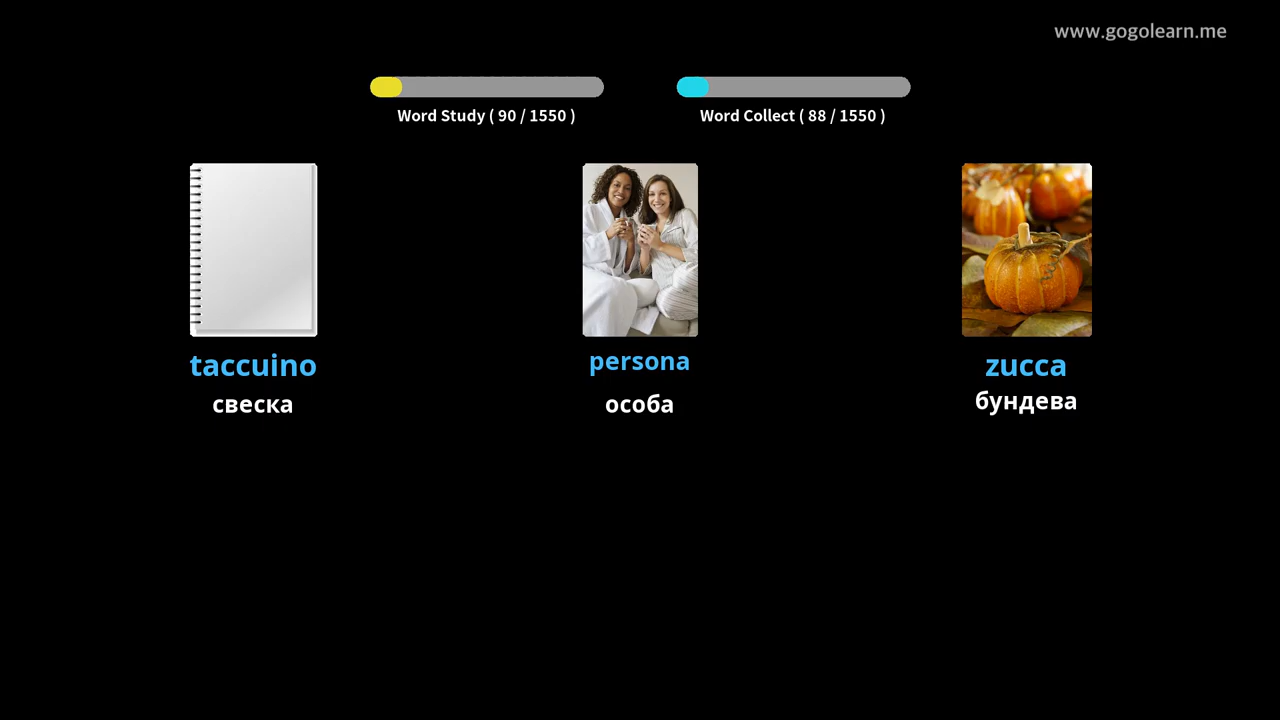 www.gogolearn.me
Word Study ( 90 / 1550 )
Word Collect ( 88 / 1550 )
taccuino
persona
zucca
свеска
особа
бундева